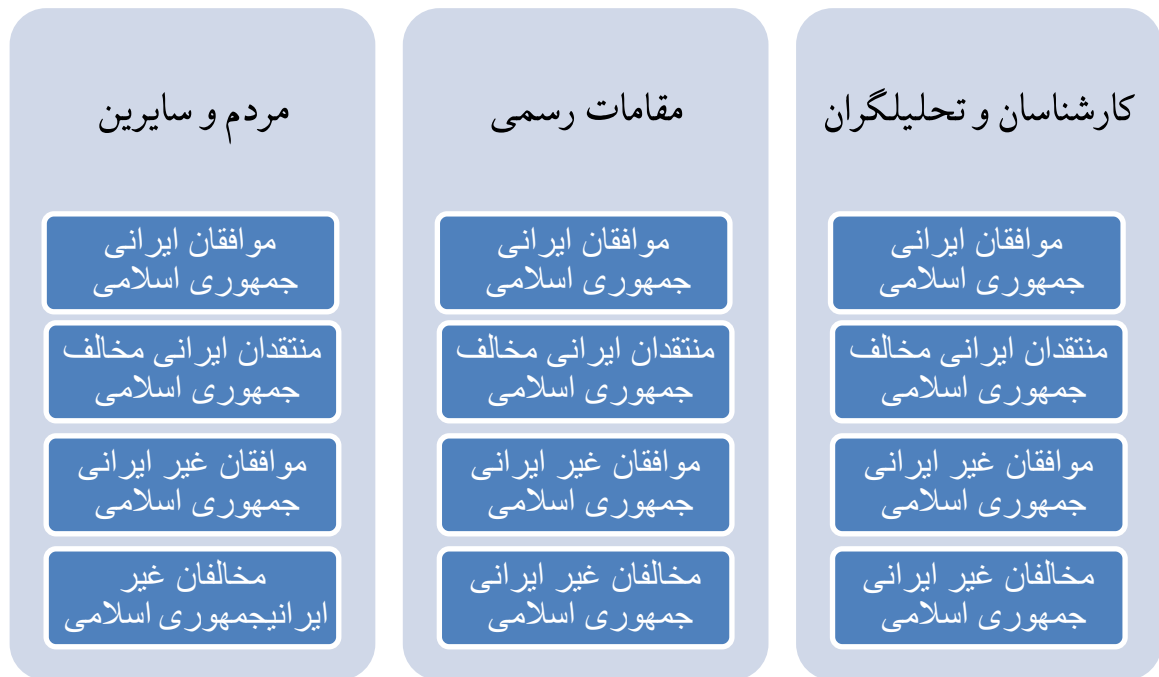 کارشناسان و تحلیلگران
موافقان ایرانی
جمهوری اسلامی
منتقدان ایرانی مخالف
جمهوری اسلامی
موافقان غیر ایرانی
جمهوری اسلامی
مخالفان غیر ایرانی
جمهوری اسلامی
مقامات رسمی
موافقان ایرانی
جمهوری اسلامی
منتقدان ایرانی مخالف
جمهوری اسلامی
موافقان غیر ایرانی
جمهوری اسلامی
مخالفان غیر ایرانی
جمهوری اسلامی
مردم و سایرین
موافقان ایرانی
جمهوری اسلامی
منتقدان ایرانی مخالف
جمهوری اسلامی
موافقان غیر ایرانی
جمهوری اسلامی
مخالفان غیر
ایرانیجمهوری اسلامی